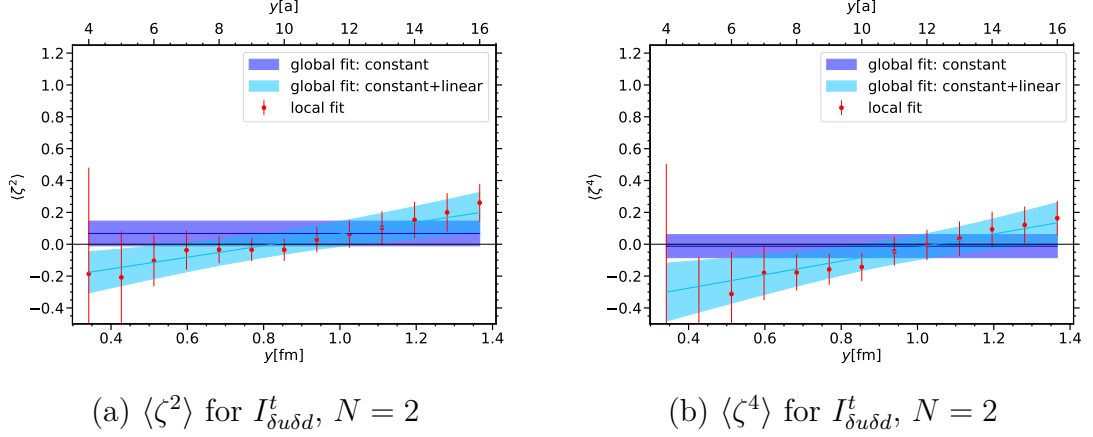 y[a]
4 6 8 10 12 14 16
1.2
1.0
0.8
0.6
0.4
0.2
0.0
−0.2
−0.4
⟨ζ²⟩
global fit: constant
global fit: constant+linear
local fit
0.4 0.6 0.8 1.0 1.2 1.4
y[fm]
(a) ⟨ζ²⟩ for I^t_{δuδd}, N = 2
y[a]
4 6 8 10 12 14 16
1.2
1.0
0.8
0.6
0.4
0.2
0.0
−0.2
−0.4
⟨ζ⁴⟩
global fit: constant
global fit: constant+linear
local fit
0.4 0.6 0.8 1.0 1.2 1.4
y[fm]
(b) ⟨ζ⁴⟩ for I^t_{δuδd}, N = 2